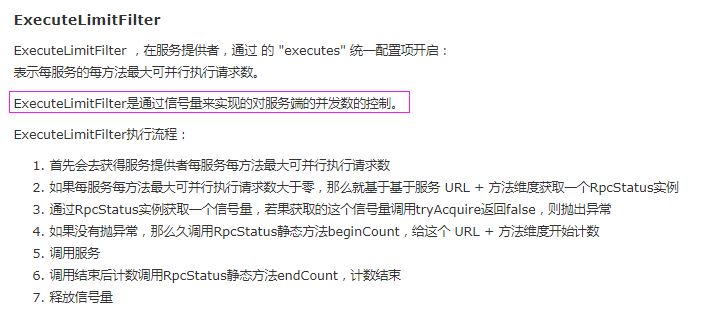 ExecuteLimitFilter
ExecuteLimitFilter ，在服务提供者，通过 的 "executes" 统一配置项开启：
表示每服务的每方法最大可并行执行请求数。
ExecuteLimitFilter是通过信号量来实现的对服务端的并发数的控制。
ExecuteLimitFilter执行流程：
1. 首先会去获得服务提供者每服务每方法最大可并行执行请求数
2. 如果每服务每方法最大可并行执行请求数大于零，那么就基于基于服务 URL + 方法维度获取一个RpcStatus实例
3. 通过RpcStatus实例获取一个信号量，若果获取的这个信号量调用tryAcquire返回false，则抛出异常
4. 如果没有抛异常，那么久调用RpcStatus静态方法beginCount，给这个 URL + 方法维度开始计数
5. 调用服务
6. 调用结束后计数调用RpcStatus静态方法endCount，计数结束
7. 释放信号量